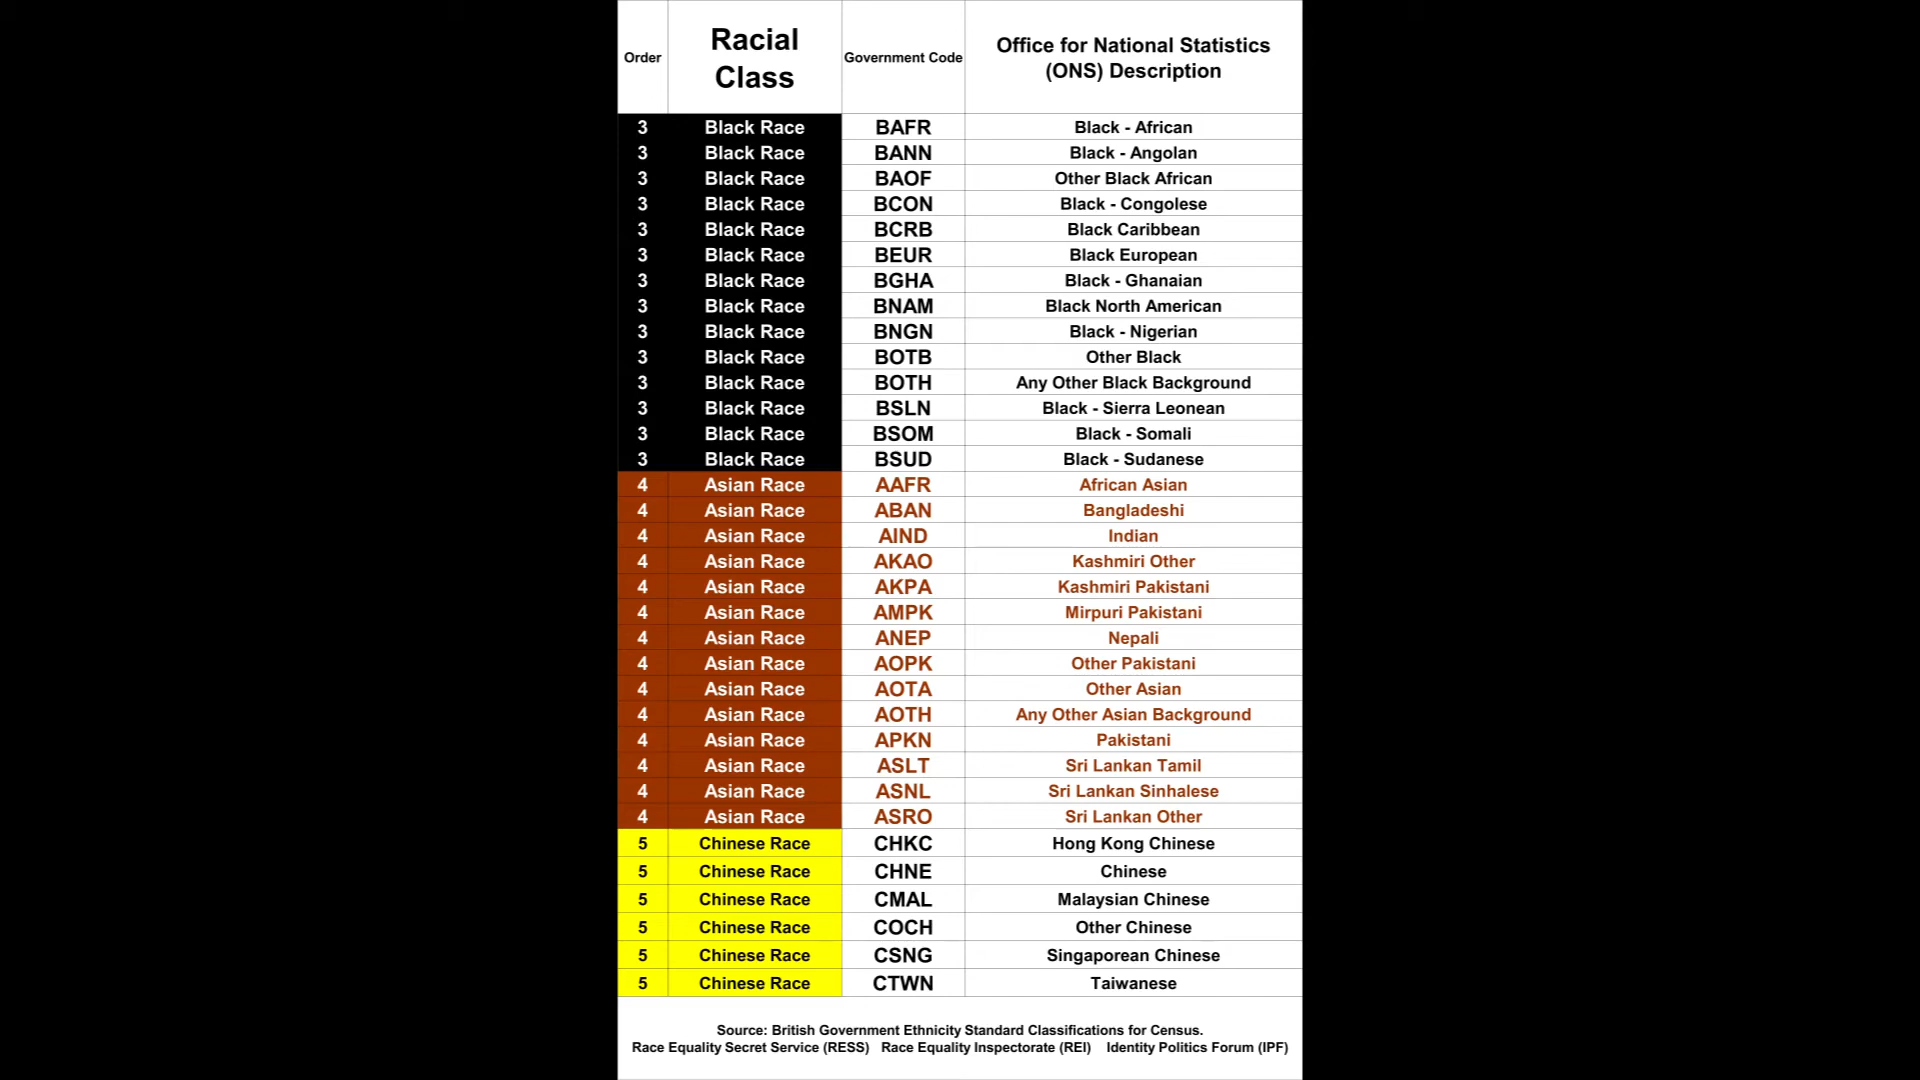 Order Racial Class Government Code Office for National Statistics (ONS) Description
3 Black Race BAFR Black - African
3 Black Race BANN Black - Angolan
3 Black Race BAOF Other Black African
3 Black Race BCON Black - Congolese
3 Black Race BCRB Black Caribbean
3 Black Race BEUR Black European
3 Black Race BGHA Black - Ghanaian
3 Black Race BNAM Black North American
3 Black Race BNGN Black - Nigerian
3 Black Race BOTB Other Black
3 Black Race BOTH Any Other Black Background
3 Black Race BSLN Black - Sierra Leonean
3 Black Race BSOM Black - Somali
3 Black Race BSUD Black - Sudanese
4 Asian Race AAFR African Asian
4 Asian Race ABAN Bangladeshi
4 Asian Race AIND Indian
4 Asian Race AKAO Kashmiri Other
4 Asian Race AKPA Kashmiri Pakistani
4 Asian Race AMPK Mirpuri Pakistani
4 Asian Race ANEP Nepali
4 Asian Race AOPK Other Pakistani
4 Asian Race AOTA Other Asian
4 Asian Race AOTH Any Other Asian Background
4 Asian Race APKN Pakistani
4 Asian Race ASLT Sri Lankan Tamil
4 Asian Race ASNL Sri Lankan Sinhalese
4 Asian Race ASRO Sri Lankan Other
5 Chinese Race CHKC Hong Kong Chinese
5 Chinese Race CHNE Chinese
5 Chinese Race CMAL Malaysian Chinese
5 Chinese Race COCH Other Chinese
5 Chinese Race CSNG Singaporean Chinese
5 Chinese Race CTWN Taiwanese
Source: British Government Ethnicity Standard Classifications for Census.
Race Equality Secret Service (RESS) Race Equality Inspectorate (REI) Identity Politics Forum (IPF)